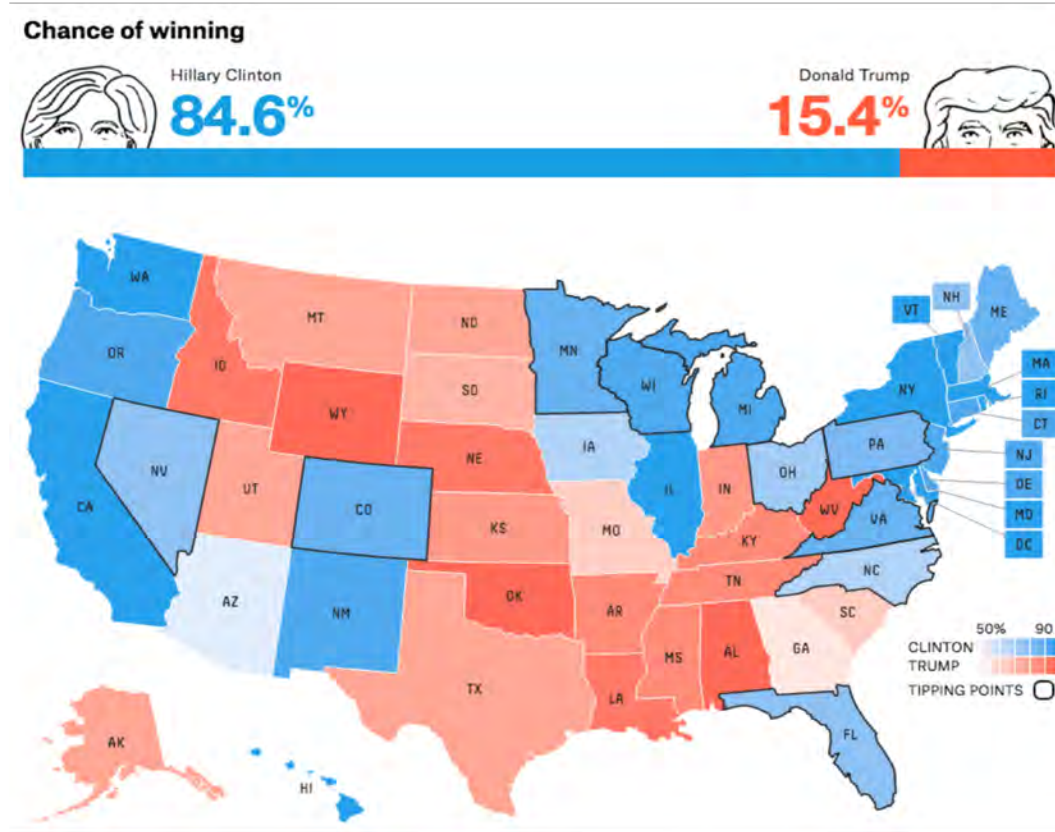 Chance of winning
Hillary Clinton
84.6%
Donald Trump
15.4%
WA
MT
ND
MN
VT
NH
ME
OR
ID
SD
WI
MI
NY
MA
RI
CT
WY
IA
PA
NJ
NV
NE
OH
DE
UT
CO
IL
IN
WV
VA
MD
CA
KS
MO
KY
DC
AZ
NM
OK
AR
TN
NC
SC
MS
AL
GA
TX
LA
50% 90
CLINTON
TRUMP
TIPPING POINTS
FL
AK
HI